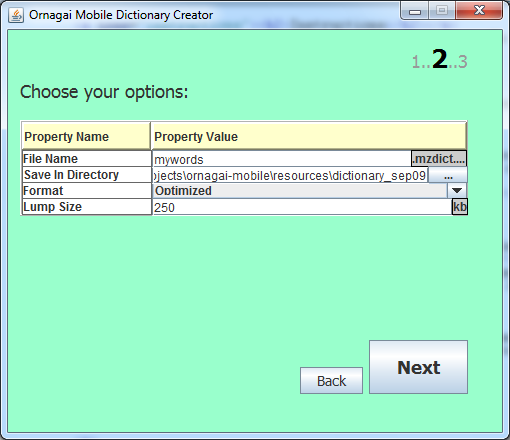 Ornagai Mobile Dictionary Creator
1..2..3
Choose your options:
Property Name Property Value
File Name mywords .mzdict....
Save In Directory ojects\ornagai-mobile\resources\dictionary_sep09 ...
Format Optimized
Lump Size 250 kb
Back Next